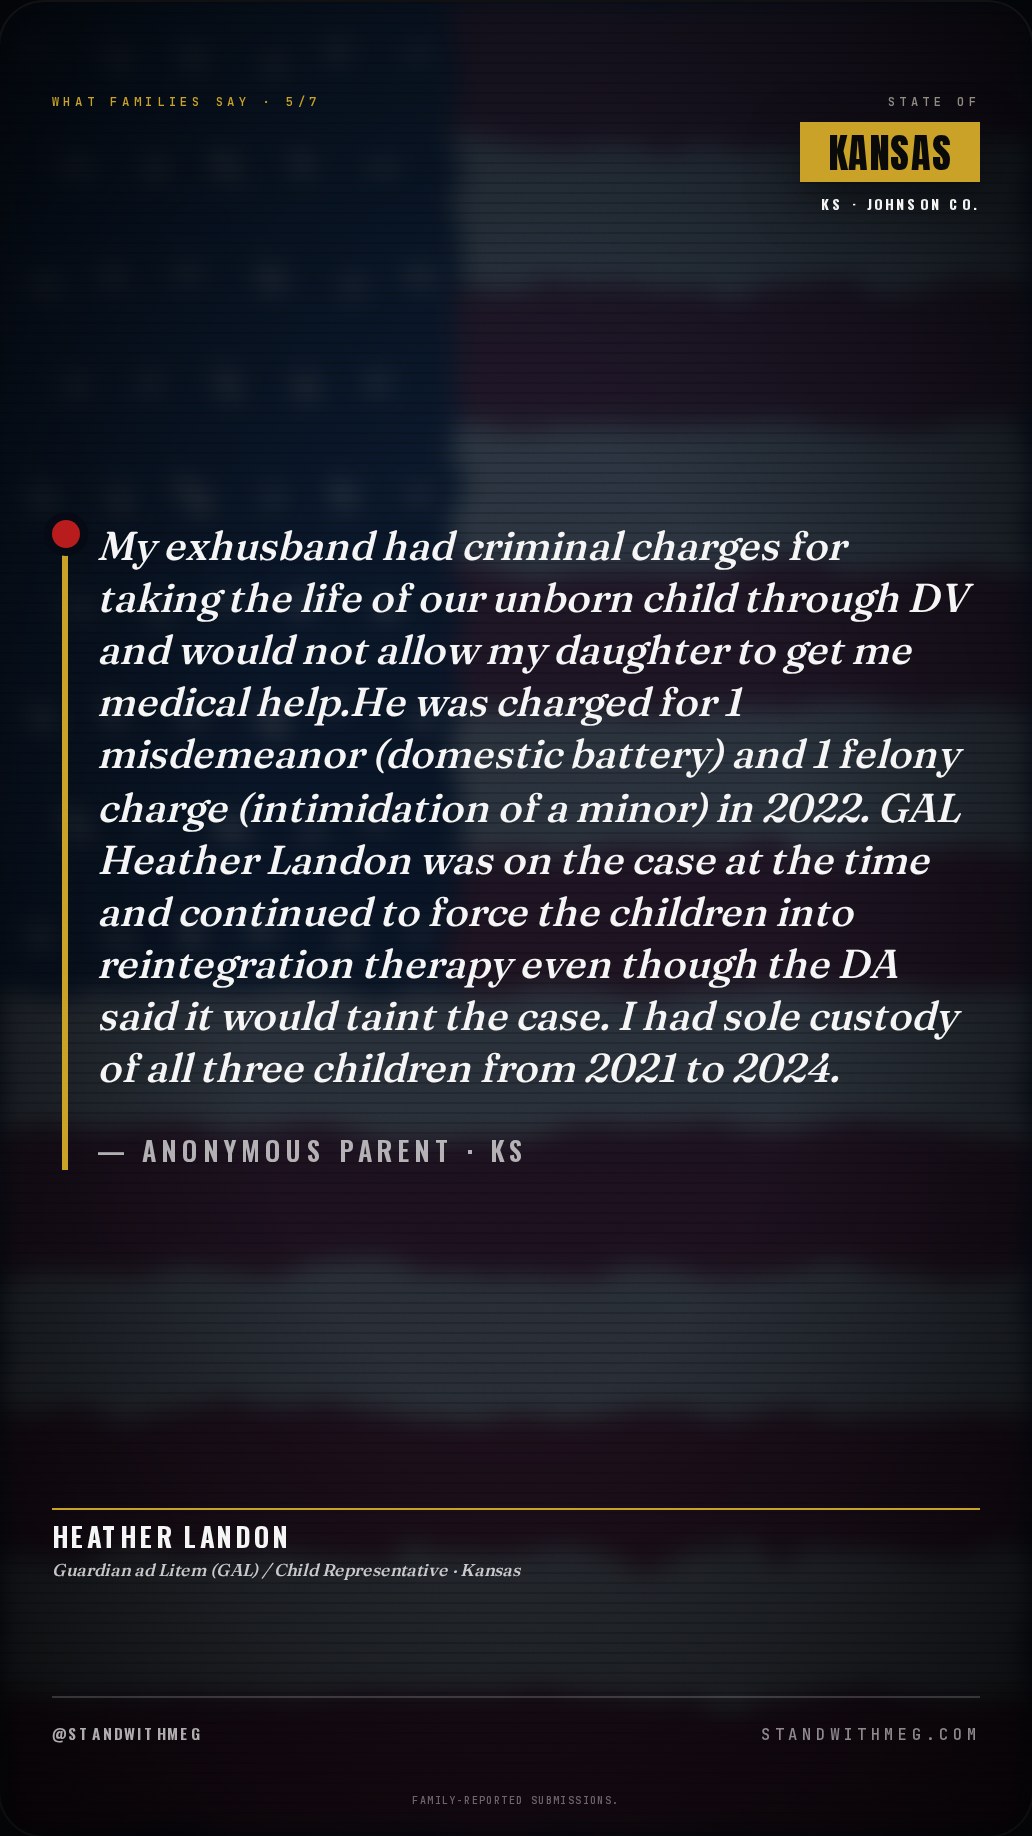 WHAT FAMILIES SAY · 5/7
STATE OF
KANSAS
KS · JOHNSON CO.
My exhusband had criminal charges for
taking the life of our unborn child through DV
and would not allow my daughter to get me
medical help.He was charged for 1
misdemeanor (domestic battery) and 1 felony
charge (intimidation of a minor) in 2022. GAL
Heather Landon was on the case at the time
and continued to force the children into
reintegration therapy even though the DA
said it would taint the case. I had sole custody
of all three children from 2021 to 2024.
— ANONYMOUS PARENT · KS
HEATHER LANDON
Guardian ad Litem (GAL) / Child Representative · Kansas
@STANDWITHMEG
STANDWITHMEG.COM
FAMILY-REPORTED SUBMISSIONS.